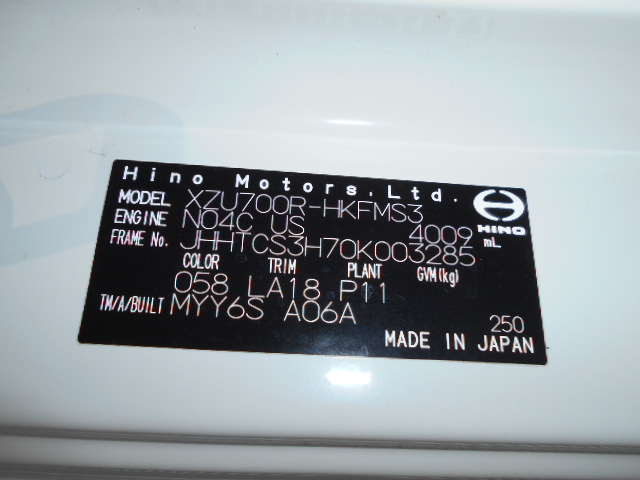 Hino Motors,Ltd.
MODEL XZU700R-HKFMS3
ENGINE N04C US 4009 mL
FRAME No. JHHTCS3H70K003285
HINO
COLOR TRIM PLANT GVM(kg)
058 LA18 P11
TM/A/BUILT MYY6S A06A
250
MADE IN JAPAN